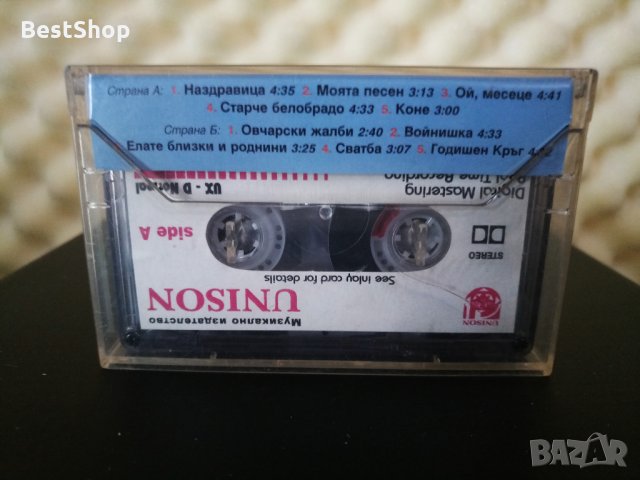 BestShop
Страна А: 1. Наздравица 4:35 2. Моята песен 3:13 3. Ой, месеце 4:41
4. Старче белобрадо 4:33 5. Коне 3:00
Страна Б: 1. Овчарски жалби 2:40 2. Войнишка 4:33
Елате близки и роднини 3:25 4. Сватба 3:07 5. Годишен Кръг
Музикално издателство
UNISON
UNISON
See inlay card for details
side A
STEREO
UX - D Normal
Digital Mastering
Real Time Recording
BAZAR